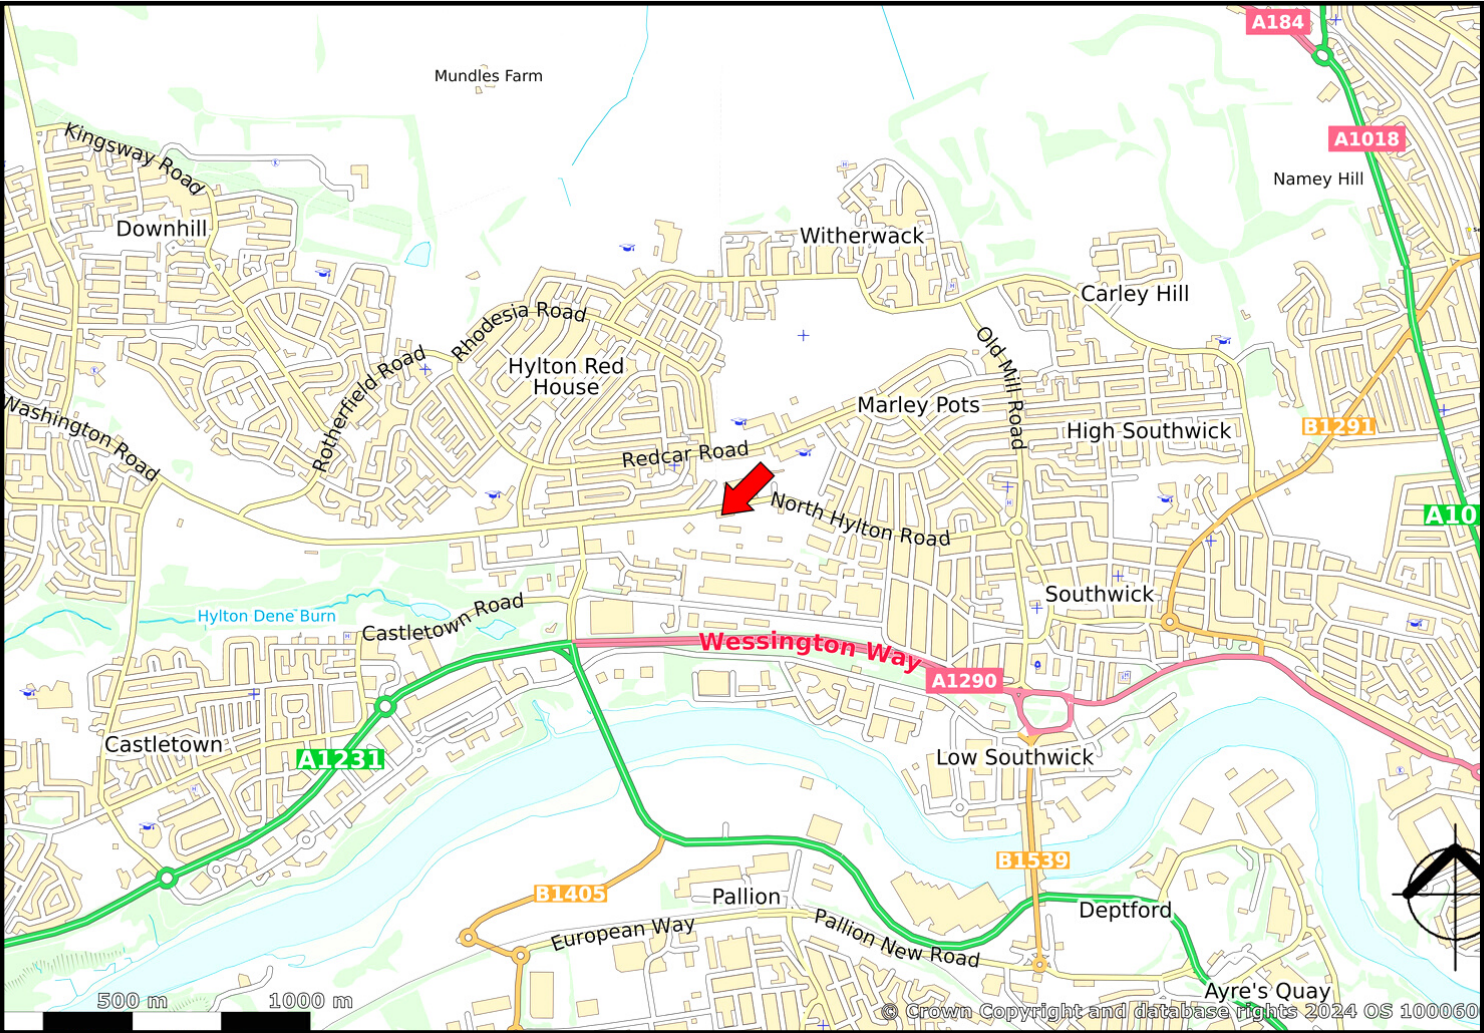 A184
Mundles Farm
A1018
Kingsway Road
Namey Hill
Downhill
Witherwack
Carley Hill
Rhodesia Road
Old Mill Road
Hylton Red
House
Rotherfield Road
Washington Road
Marley Pots
B1291
High Southwick
Redcar Road
North Hylton Road
A10
Southwick
Hylton Dene Burn
Castletown Road
Wessington Way
A1290
Castletown
A1231
Low Southwick
B1539
B1405
Pallion
Deptford
European Way
Pallion New Road
Ayre's Quay
500 m
1000 m
© Crown Copyright and database rights 2024 OS 100060